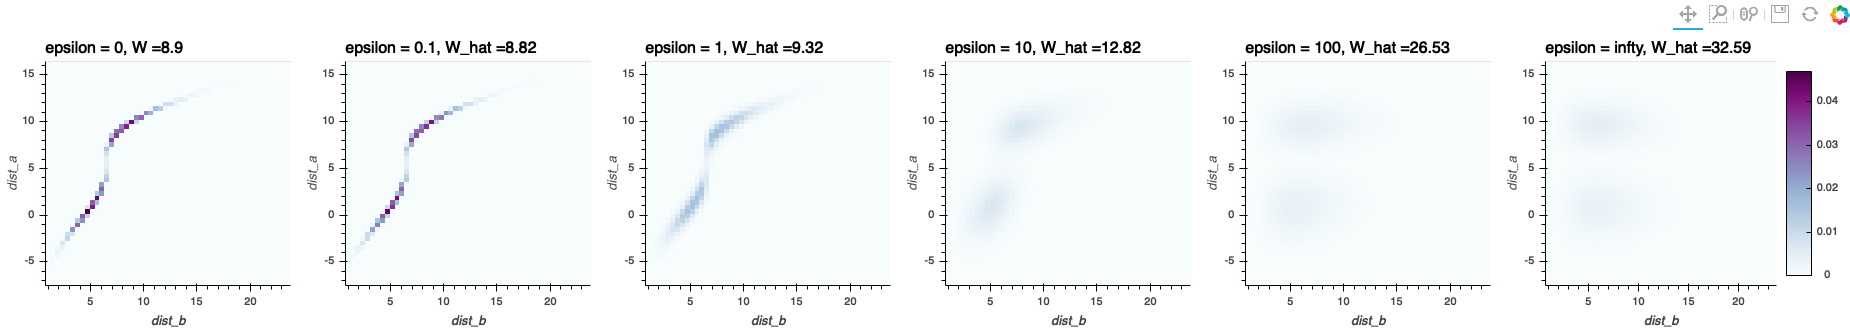 epsilon = 0, W =8.9
15
10
5
0
-5
dist_a
5 10 15 20
dist_b
epsilon = 0.1, W_hat =8.82
15
10
5
0
-5
dist_a
5 10 15 20
dist_b
epsilon = 1, W_hat =9.32
15
10
5
0
-5
dist_a
5 10 15 20
dist_b
epsilon = 10, W_hat =12.82
15
10
5
0
-5
dist_a
5 10 15 20
dist_b
epsilon = 100, W_hat =26.53
15
10
5
0
-5
dist_a
5 10 15 20
dist_b
epsilon = infty, W_hat =32.59
15
10
5
0
-5
dist_a
5 10 15 20
dist_b
0.04
0.03
0.02
0.01
0